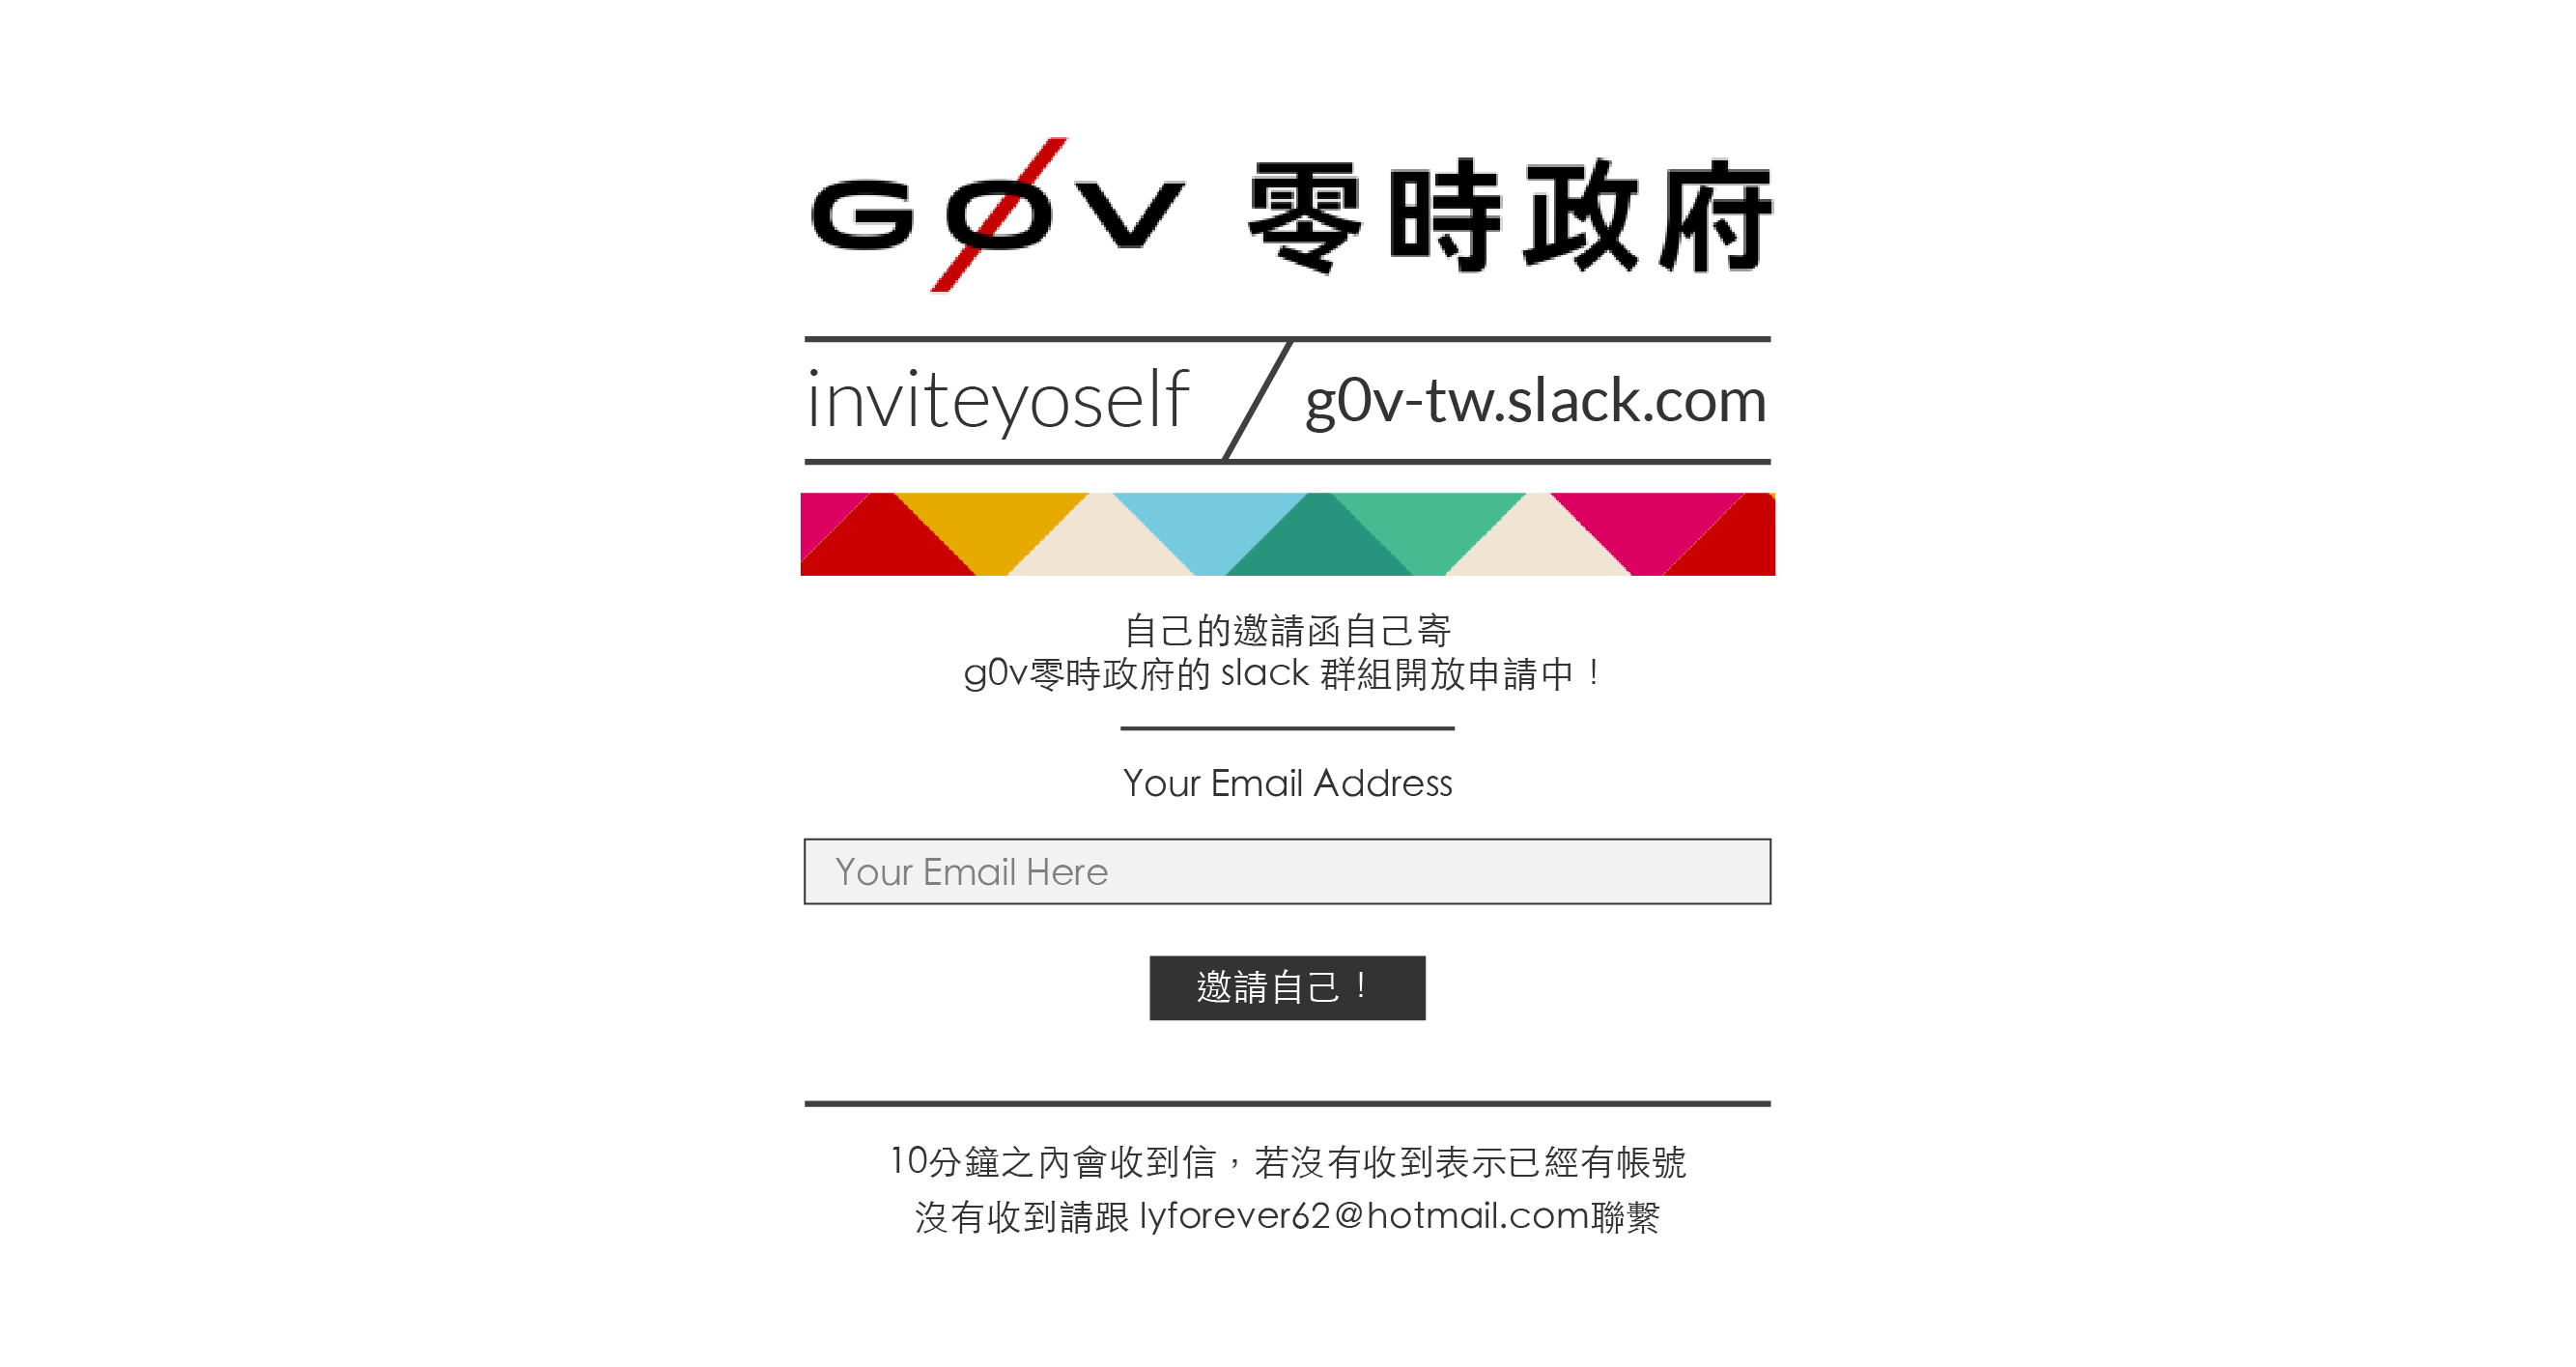 GØV 零時政府
inviteyoself / g0v-tw.slack.com
自己的邀請函自己寄
g0v零時政府的 slack 群組開放申請中！
Your Email Address
Your Email Here
邀請自己！
10分鐘之內會收到信，若沒有收到表示已經有帳號
沒有收到請跟 lyforever62@hotmail.com聯繫